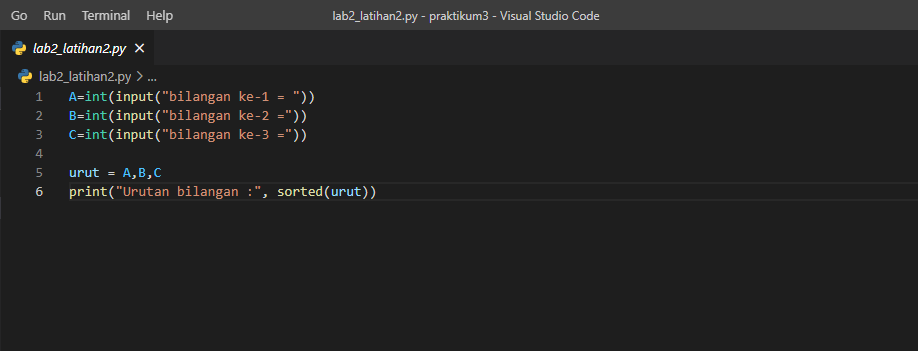 Go Run Terminal Help lab2_latihan2.py - praktikum3 - Visual Studio Code
lab2_latihan2.py ×
lab2_latihan2.py > ...
1 A=int(input("bilangan ke-1 = "))
2 B=int(input("bilangan ke-2 ="))
3 C=int(input("bilangan ke-3 ="))
4
5 urut = A,B,C
6 print("Urutan bilangan :", sorted(urut))